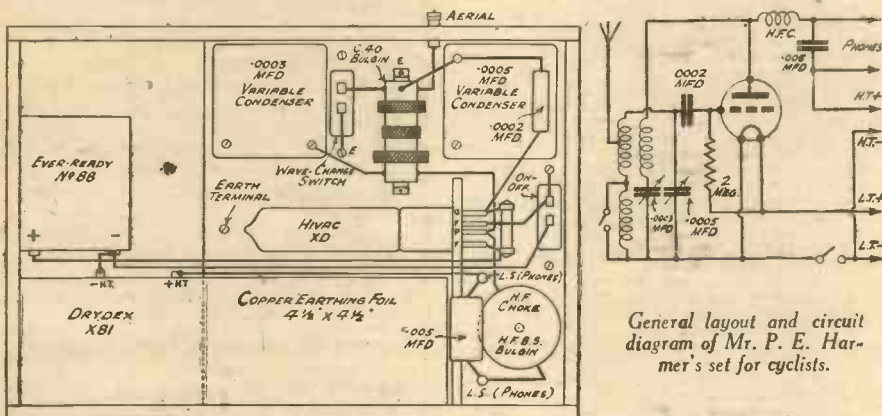 AERIAL
.0003
MFD
VARIABLE
CONDENSER
C.40
BULGIN
E
.0005
MFD
VARIABLE
CONDENSER
.0002
MFD
E
WAVE-CHANGE
SWITCH
EVER-READY
Nº 88
+ -
EARTH
TERMINAL
HIVAC
XD
G
F
P
F
ON-
OFF
-H.T.
+H.T.
L.S (PHONES)
DRYDEX
X81
COPPER EARTHING FOIL
4½" X 4½"
.005
MFD
H.F
CHOKE
H.F.8.S.
BULGIN
L.S. (PHONES)
H.F.C.
.005
MFD
PHONES
H.T+
H.T.-
L.T.+
L.T.-
.0002
MFD
2
MEG.
.0003
MFD
.0005
MFD
General layout and circuit
diagram of Mr. P. E. Har-
mer's set for cyclists.